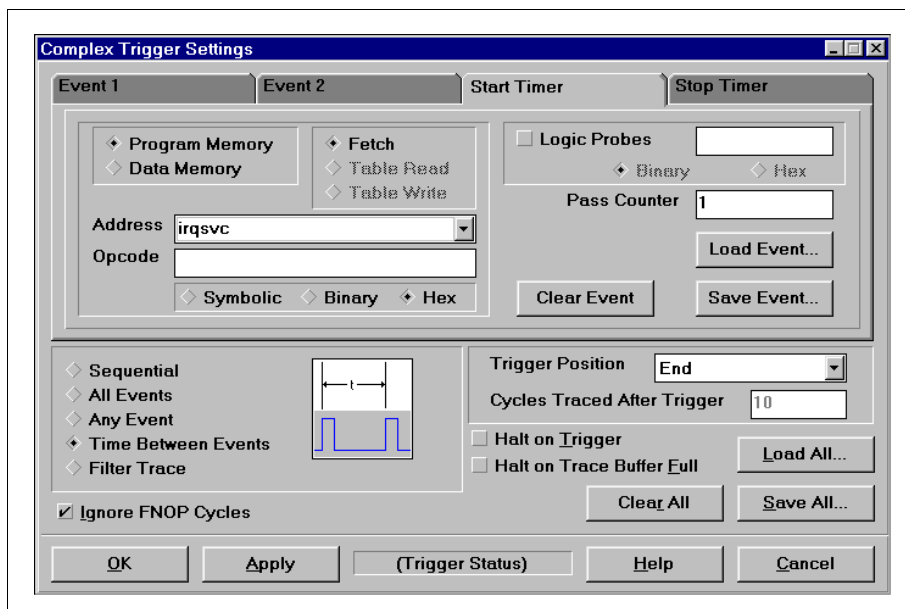 Complex Trigger Settings
Event 1
Event 2
Start Timer
Stop Timer
Program Memory
Data Memory
Fetch
Table Read
Table Write
Address irqsvc
Opcode
Symbolic Binary Hex
Logic Probes
Binary Hex
Pass Counter 1
Load Event...
Clear Event
Save Event...
Sequential
All Events
Any Event
Time Between Events
Filter Trace
t
Ignore FNOP Cycles
Trigger Position End
Cycles Traced After Trigger 10
Halt on Trigger
Halt on Trace Buffer Full
Load All...
Clear All
Save All...
OK
Apply
(Trigger Status)
Help
Cancel